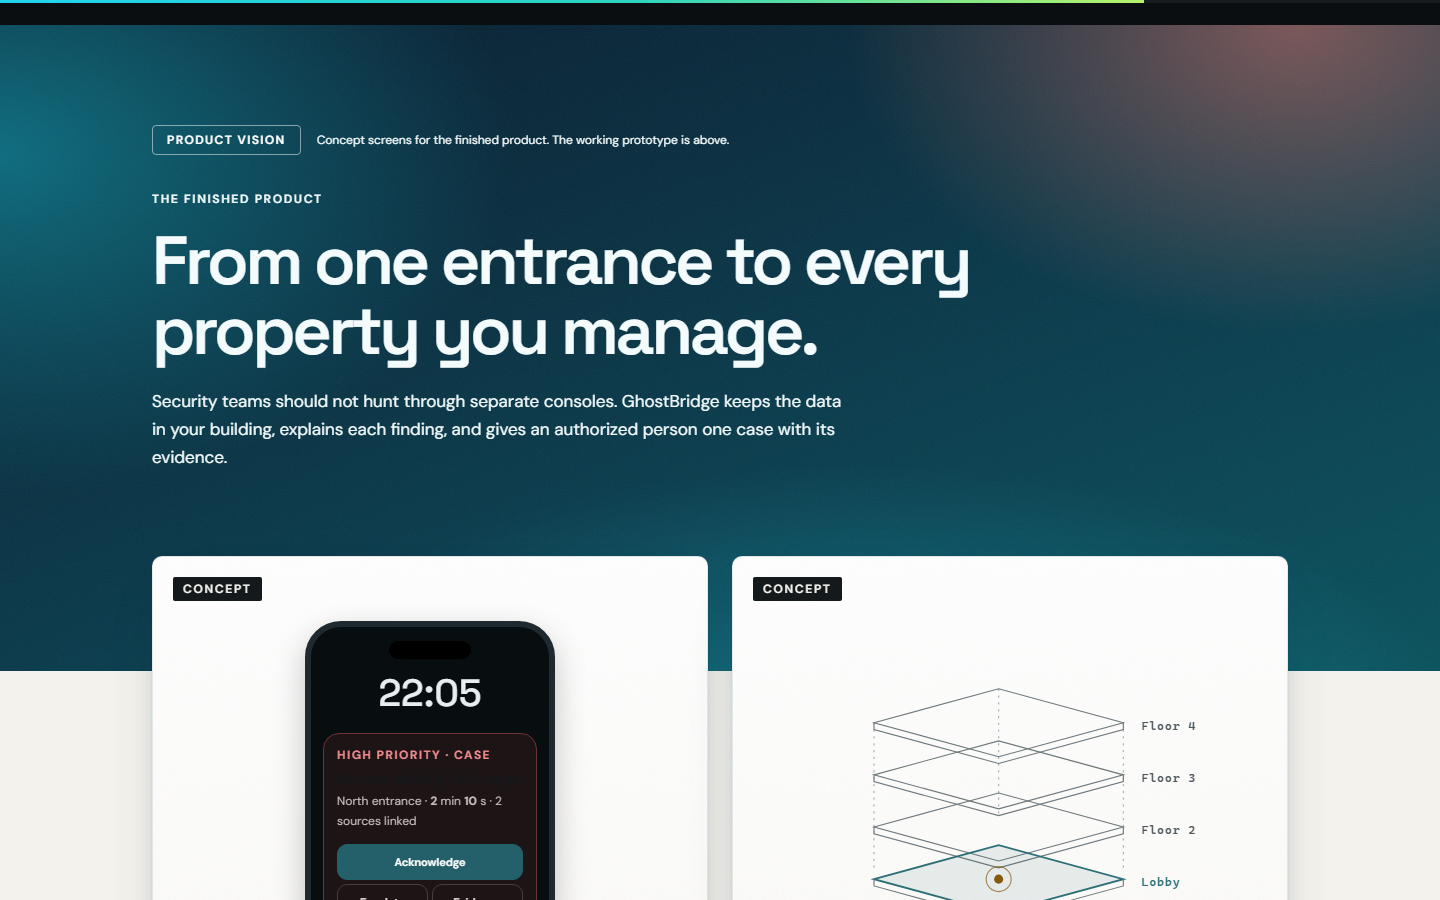 PRODUCT VISION
Concept screens for the finished product. The working prototype is above.
THE FINISHED PRODUCT
From one entrance to every
property you manage.
Security teams should not hunt through separate consoles. GhostBridge keeps the data
in your building, explains each finding, and gives an authorized person one case with its
evidence.
CONCEPT
22:05
HIGH PRIORITY · CASE
North entrance · 2 min 10 s · 2
sources linked
Acknowledge
CONCEPT
Floor 4
Floor 3
Floor 2
Lobby